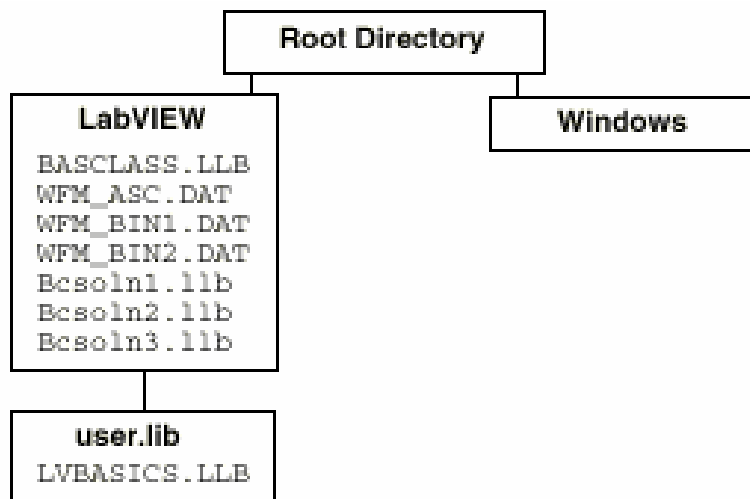 Root Directory
LabVIEW
BASCLASS.LLB
WFM_ASC.DAT
WFM_BIN1.DAT
WFM_BIN2.DAT
Bcsoln1.llb
Bcsoln2.llb
Bcsoln3.llb
Windows
user.lib
LVBASICS.LLB